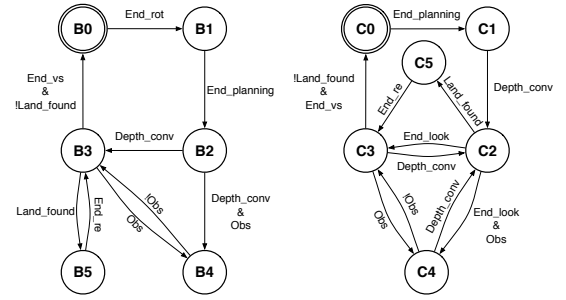 B0
End_rot
B1
End_vs
&
!Land_found
End_planning
B3
Depth_conv
B2
Land_found
End_re
Obs
!Obs
Depth_conv
&
Obs
B5
B4
C0
End_planning
C1
C5
!Land_found
&
End_vs
End_re
Land_found
Depth_conv
C3
End_look
Depth_conv
C2
Obs
!Obs
Depth_conv
End_look
&
Obs
C4